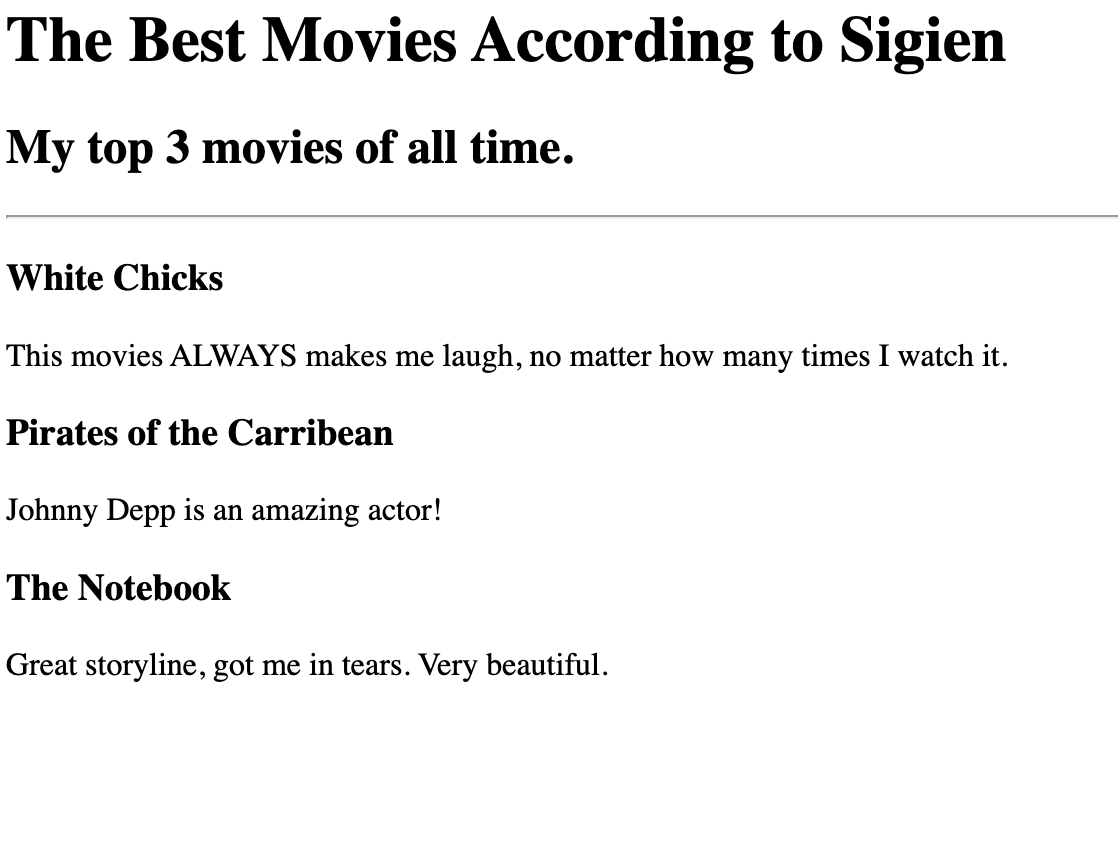 The Best Movies According to Sigien
My top 3 movies of all time.
White Chicks
This movies ALWAYS makes me laugh, no matter how many times I watch it.
Pirates of the Carribean
Johnny Depp is an amazing actor!
The Notebook
Great storyline, got me in tears. Very beautiful.